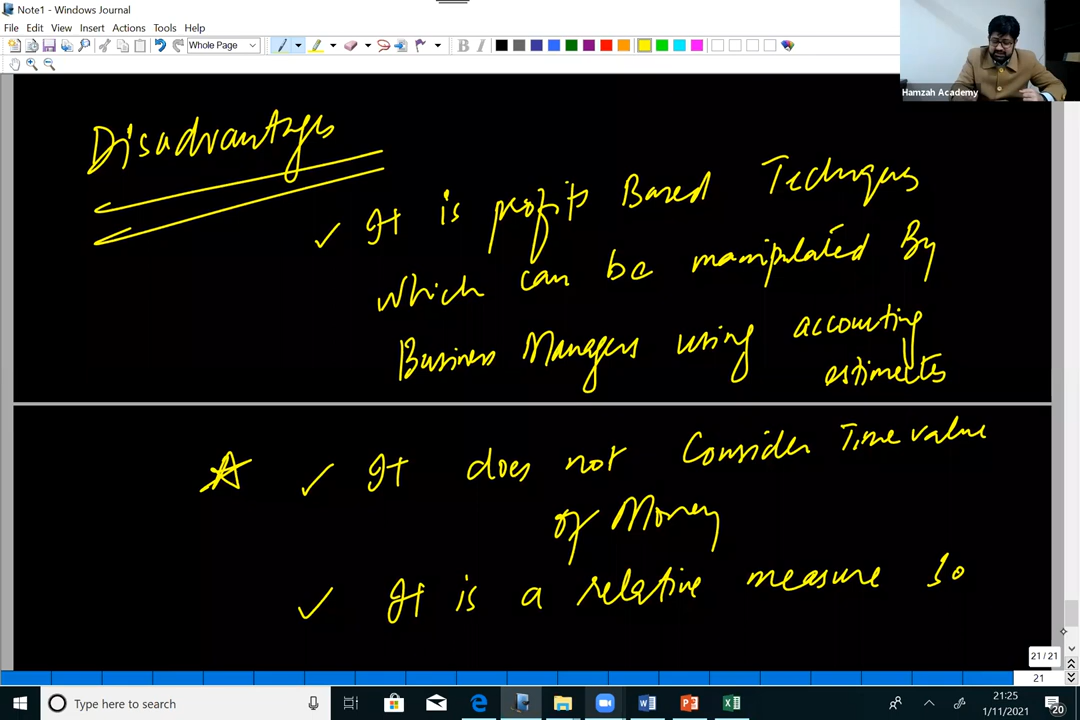 Note1 - Windows Journal
File Edit View Insert Actions Tools Help
Whole Page
B I
Hamzah Academy
Disadvantages
✓ It is profits Based Techniques
which can be manipulated By
Business Managers using accounting
estimates
✓ It does not Consider Time value
of Money
✓ It is a relative measure so
21 / 21
21
Type here to search
21:25
1/11/2021
20